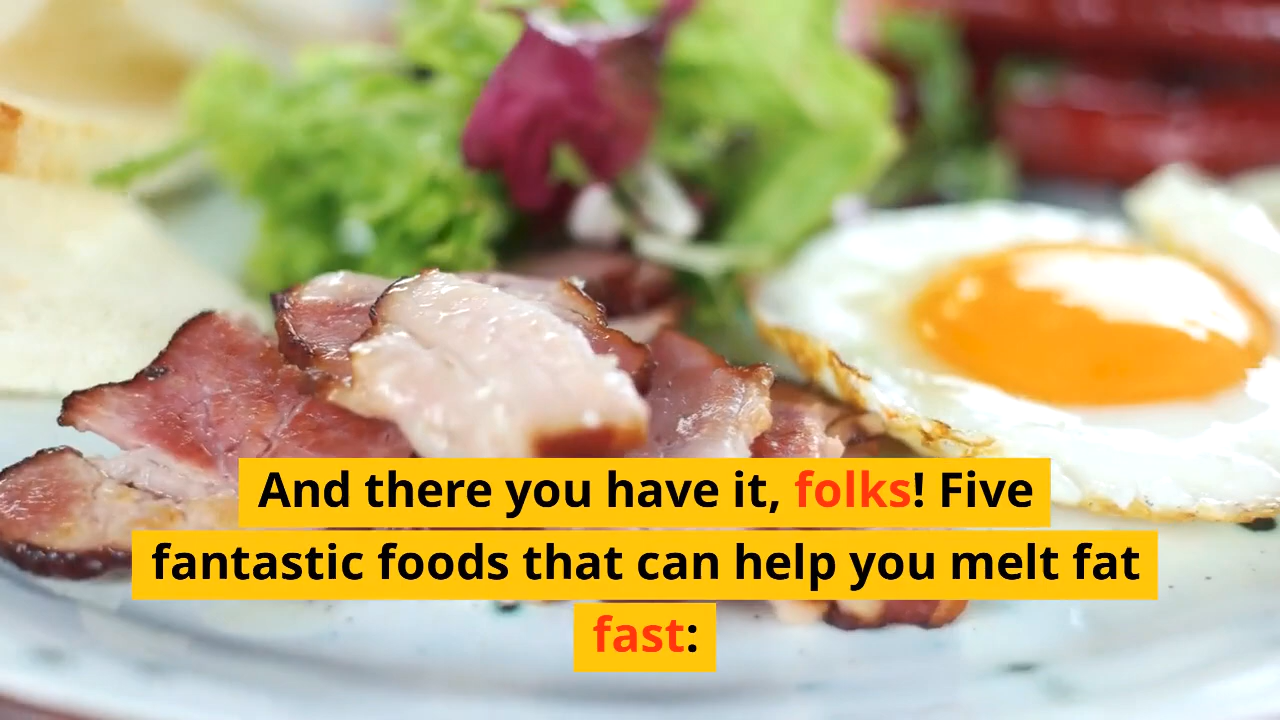 And there you have it, folks! Five
fantastic foods that can help you melt fat
fast: